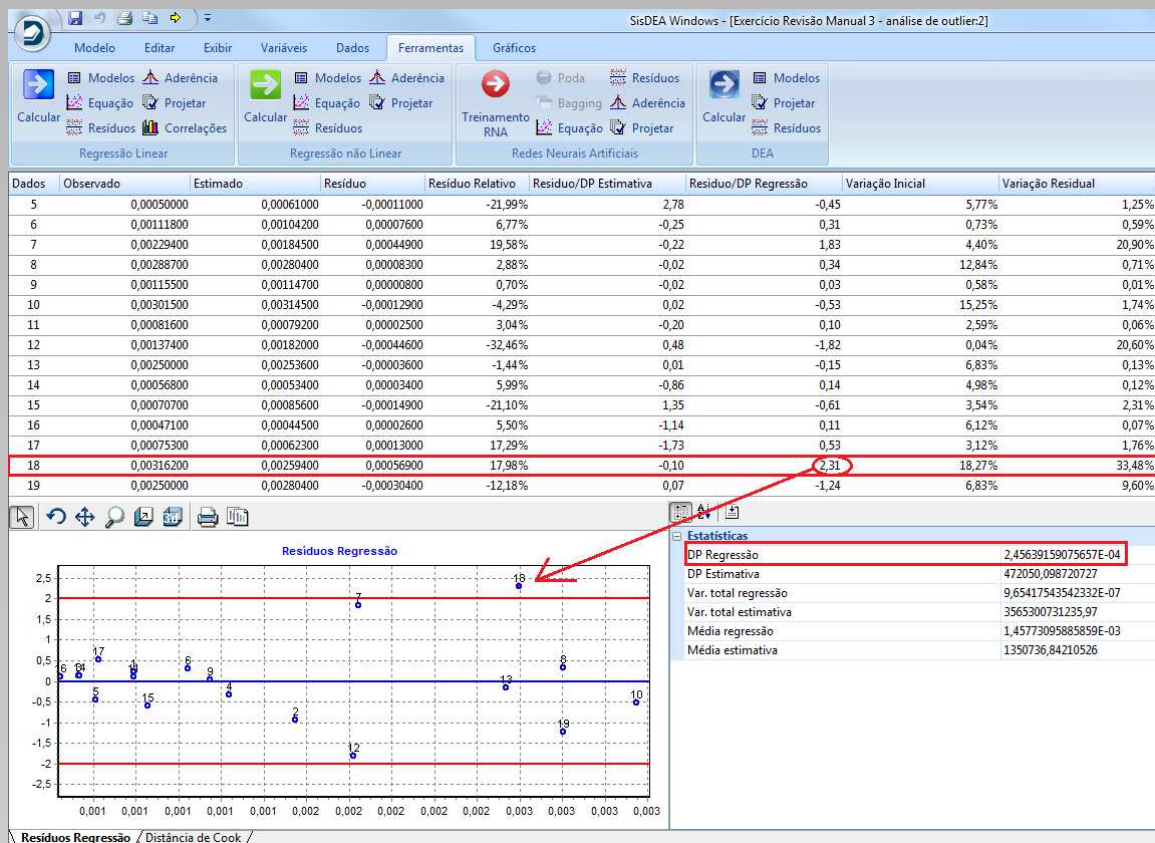 SisDEA Windows - [Exercício Revisão Manual 3 - análise de outlier:2]
Modelo Editar Exibir Variáveis Dados Ferramentas Gráficos
Calcular Modelos Aderência Equação Projetar Resíduos Correlações
Regressão Linear
Calcular Modelos Aderência Equação Projetar Resíduos
Regressão não Linear
Treinamento RNA Poda Resíduos Bagging Aderência Equação Projetar
Redes Neurais Artificiais
Calcular Modelos Projetar Resíduos
DEA
Dados Observado Estimado Resíduo Resíduo Relativo Resíduo/DP Estimativa Resíduo/DP Regressão Variação Inicial Variação Residual
5 0,00050000 0,00061000 -0,00011000 -21,99% 2,78 -0,45 5,77% 1,25%
6 0,00111800 0,00104200 0,00007600 6,77% -0,25 0,31 0,73% 0,59%
7 0,00229400 0,00184500 0,00044900 19,58% -0,22 1,83 4,40% 20,90%
8 0,00288700 0,00280400 0,00008300 2,88% -0,02 0,34 12,84% 0,71%
9 0,00115500 0,00114700 0,00000800 0,70% -0,02 0,03 0,58% 0,01%
10 0,00301500 0,00314500 -0,00012900 -4,29% 0,02 -0,53 15,25% 1,74%
11 0,00081600 0,00079200 0,00002500 3,04% -0,20 0,10 2,59% 0,06%
12 0,00137400 0,00182000 -0,00044600 -32,46% 0,48 -1,82 0,04% 20,60%
13 0,00250000 0,00253600 -0,00003600 -1,44% 0,01 -0,15 6,83% 0,13%
14 0,00056800 0,00053400 0,00003400 5,99% -0,86 0,14 4,98% 0,12%
15 0,00070700 0,00085600 -0,00014900 -21,10% 1,35 -0,61 3,54% 2,31%
16 0,00047100 0,00044500 0,00002600 5,50% -1,14 0,11 6,12% 0,07%
17 0,00075300 0,00062300 0,00013000 17,29% -1,73 0,53 3,12% 1,76%
18 0,00316200 0,00259400 0,00056900 17,98% -0,10 2,31 18,27% 33,48%
19 0,00250000 0,00280400 -0,00030400 -12,18% 0,07 -1,24 6,83% 9,60%
Resíduos Regressão
2,5
2
1,5
1
0,5
0
-0,5
-1
-1,5
-2
-2,5
18
7
17 6 9 8
5 15 4 13 10
2
19
12
0,001 0,001 0,001 0,001 0,001 0,002 0,002 0,002 0,002 0,002 0,003 0,003 0,003 0,003
Estatísticas
DP Regressão 2,45639159075657E-04
DP Estimativa 472050,098720727
Var. total regressão 9,65417543542332E-07
Var. total estimativa 3565300731235,97
Média regressão 1,45773095885859E-03
Média estimativa 1350736,84210526
Resíduos Regressão Distância de Cook